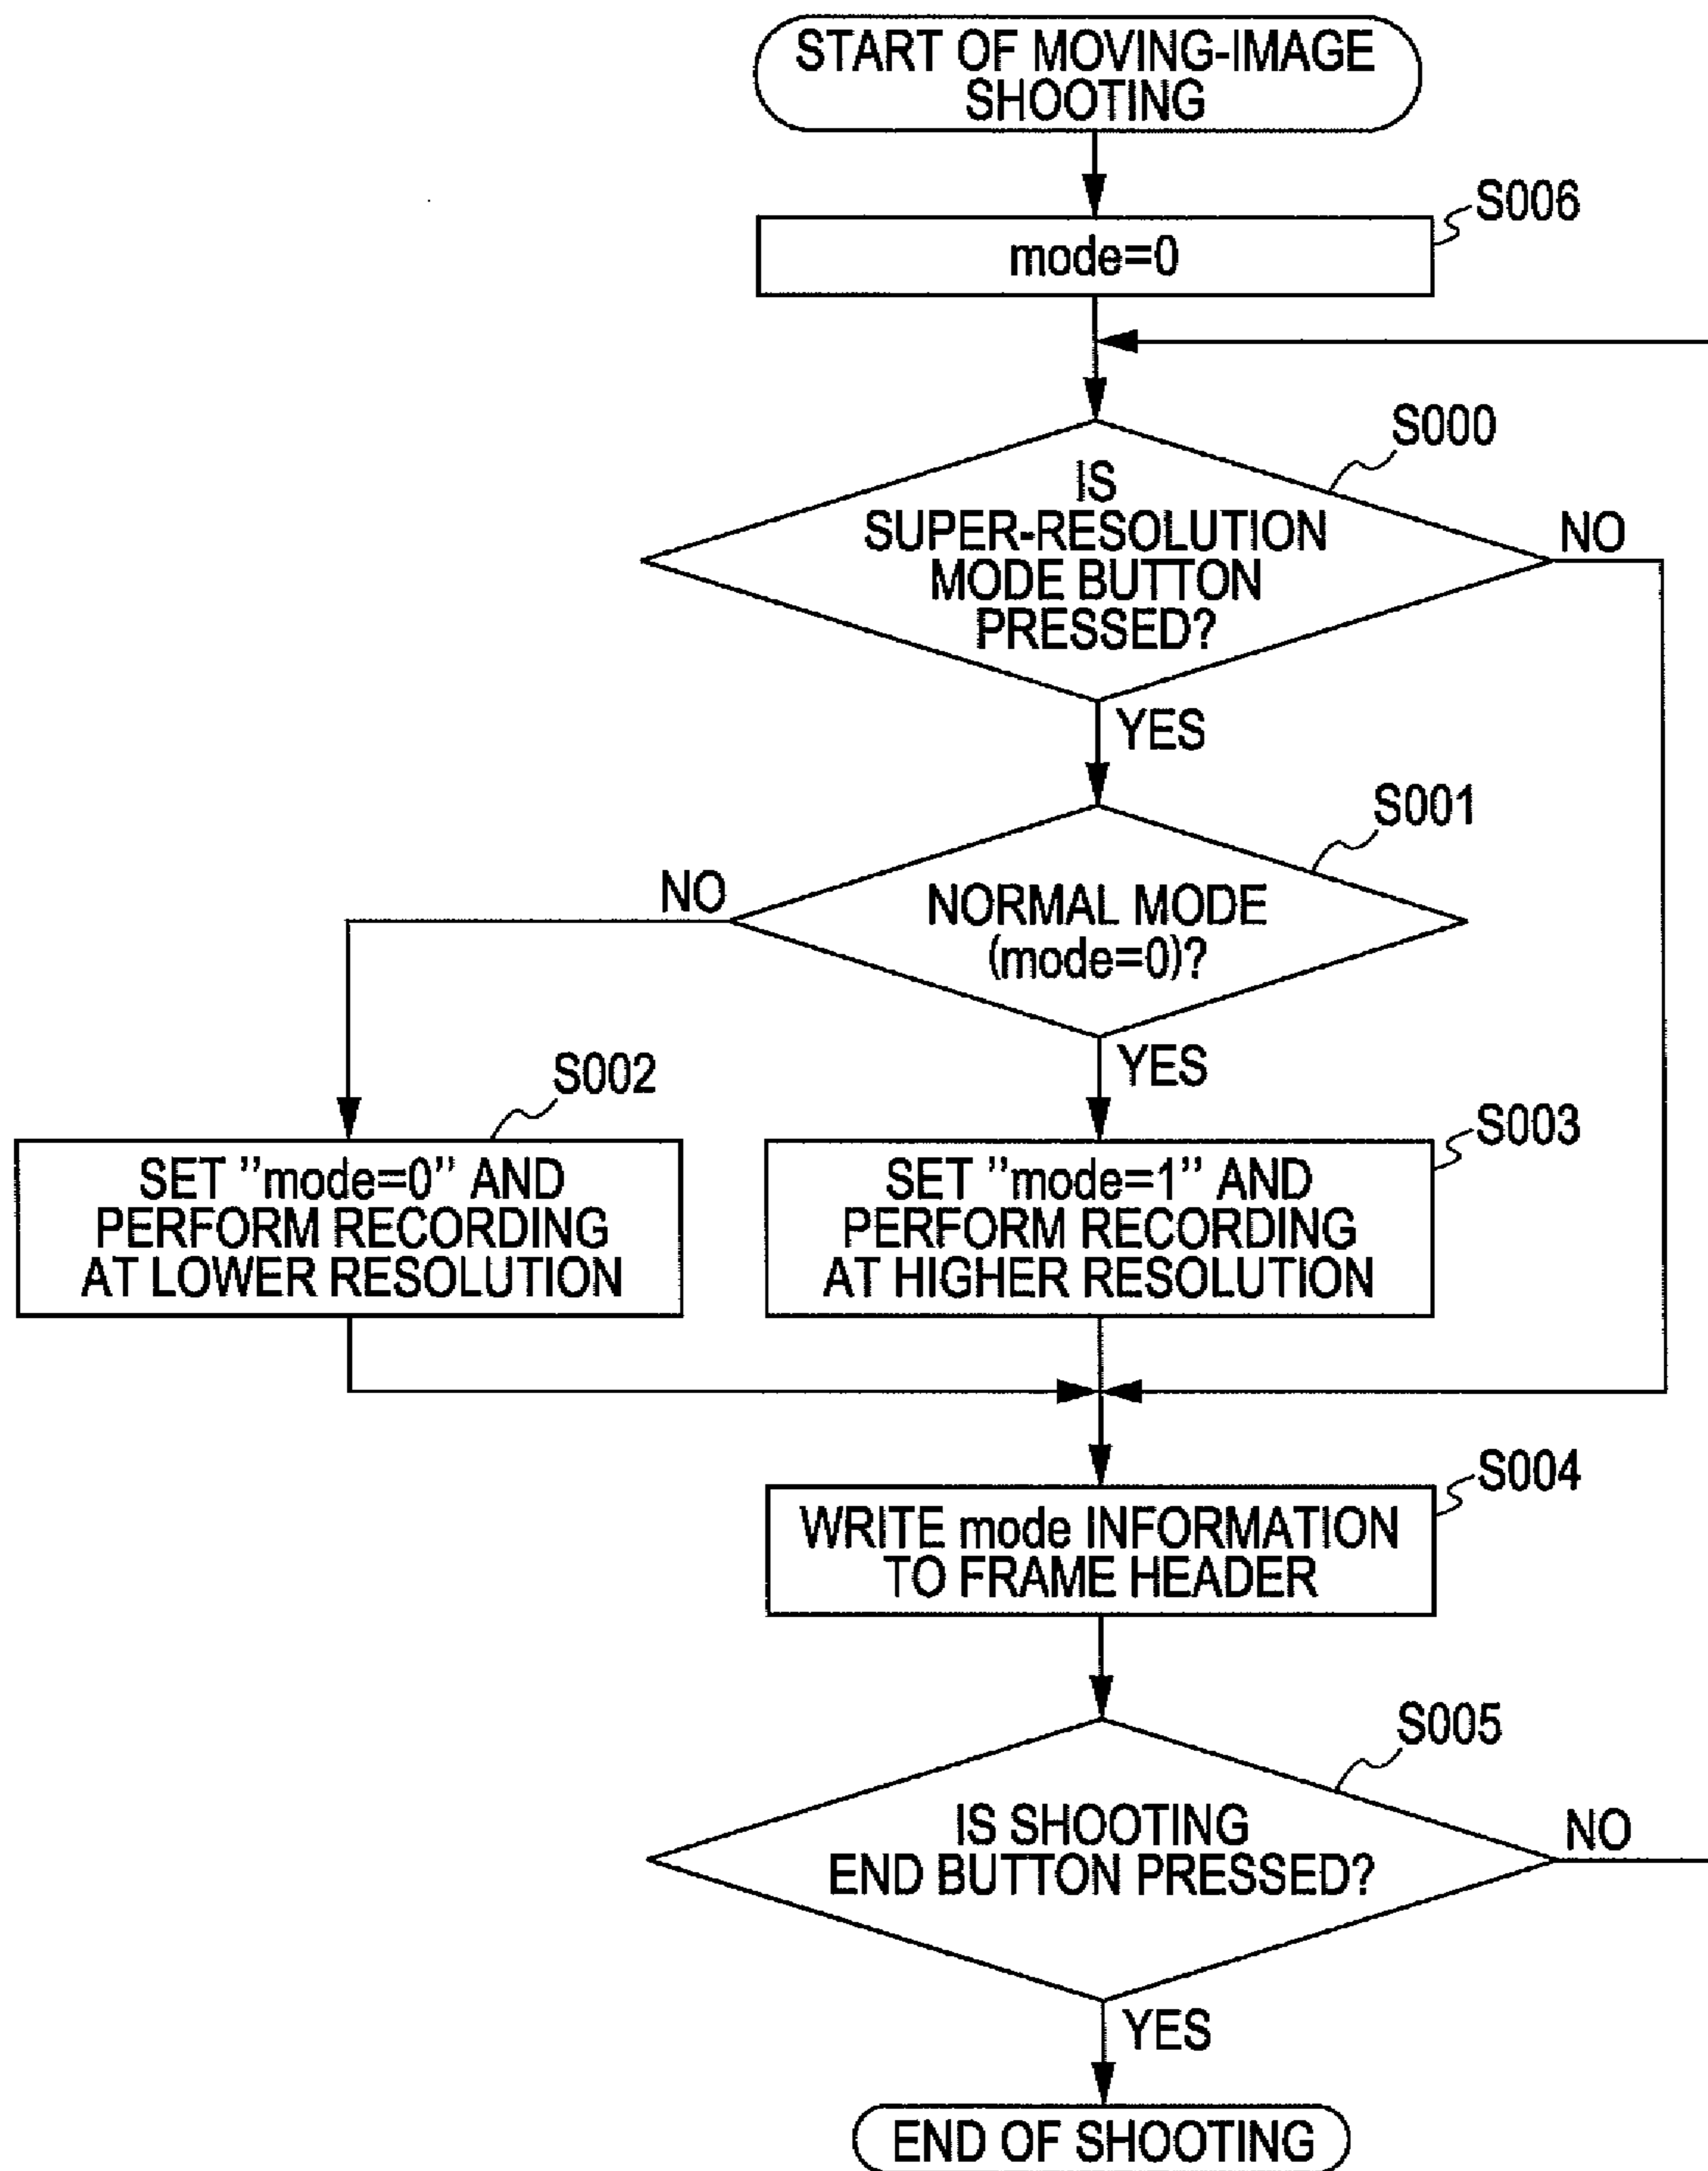 START OF MOVING-IMAGE
SHOOTING
S006
mode=0
S000
IS
SUPER-RESOLUTION
MODE BUTTON
PRESSED?
NO
YES
S001
NO
NORMAL MODE
(mode=0)?
YES
S002
SET "mode=0" AND
PERFORM RECORDING
AT LOWER RESOLUTION
S003
SET "mode=1" AND
PERFORM RECORDING
AT HIGHER RESOLUTION
S004
WRITE mode INFORMATION
TO FRAME HEADER
S005
IS SHOOTING
END BUTTON PRESSED?
NO
YES
END OF SHOOTING